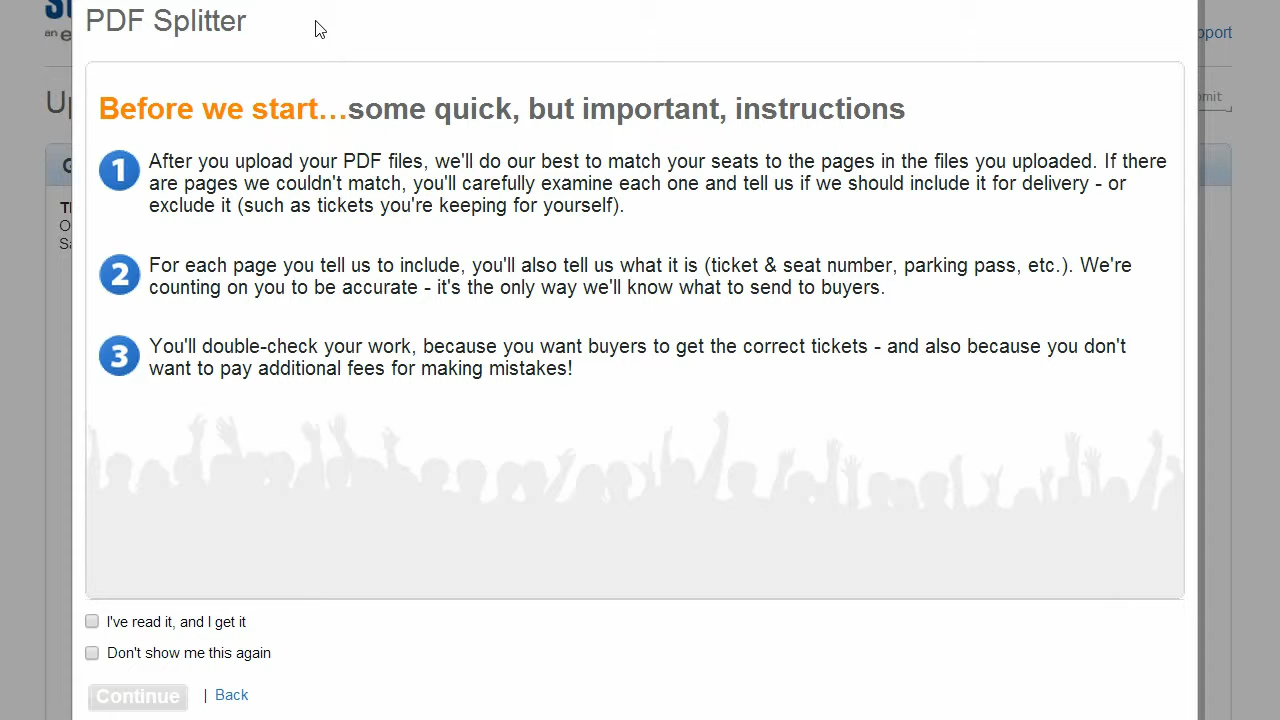 PDF Splitter
an e
port
Up
mit
Before we start…some quick, but important, instructions
1 After you upload your PDF files, we'll do our best to match your seats to the pages in the files you uploaded. If there
are pages we couldn't match, you'll carefully examine each one and tell us if we should include it for delivery - or
exclude it (such as tickets you're keeping for yourself).
2 For each page you tell us to include, you'll also tell us what it is (ticket & seat number, parking pass, etc.). We're
counting on you to be accurate - it's the only way we'll know what to send to buyers.
3 You'll double-check your work, because you want buyers to get the correct tickets - and also because you don't
want to pay additional fees for making mistakes!
I've read it, and I get it
Don't show me this again
Continue | Back